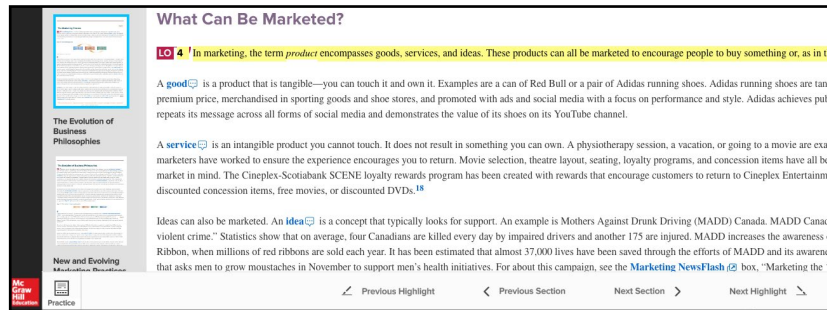 What Can Be Marketed?
LO 4 In marketing, the term product encompasses goods, services, and ideas. These products can all be marketed to encourage people to buy something or, as in t
A good is a product that is tangible—you can touch it and own it. Examples are a can of Red Bull or a pair of Adidas running shoes. Adidas running shoes are tan
premium price, merchandised in sporting goods and shoe stores, and promoted with ads and social media with a focus on performance and style. Adidas achieves pub
repeats its message across all forms of social media and demonstrates the value of its shoes on its YouTube channel.
The Evolution of
Business
Philosophies
A service is an intangible product you cannot touch. It does not result in something you can own. A physiotherapy session, a vacation, or going to a movie are exa
marketers have worked to ensure the experience encourages you to return. Movie selection, theatre layout, seating, loyalty programs, and concession items have all be
market in mind. The Cineplex-Scotiabank SCENE loyalty rewards program has been created with rewards that encourage customers to return to Cineplex Entertainm
discounted concession items, free movies, or discounted DVDs.18
Ideas can also be marketed. An idea is a concept that typically looks for support. An example is Mothers Against Drunk Driving (MADD) Canada. MADD Canad
violent crime.” Statistics show that on average, four Canadians are killed every day by impaired drivers and another 175 are injured. MADD increases the awareness
Ribbon, when millions of red ribbons are sold each year. It has been estimated that almost 37,000 lives have been saved through the efforts of MADD and its awarene
that asks men to grow moustaches in November to support men’s health initiatives. For about this campaign, see the Marketing NewsFlash box, “Marketing the
New and Evolving
Marketing Practices
Mc
Graw
Hill
Education
Practice
Previous Highlight
Previous Section
Next Section
Next Highlight